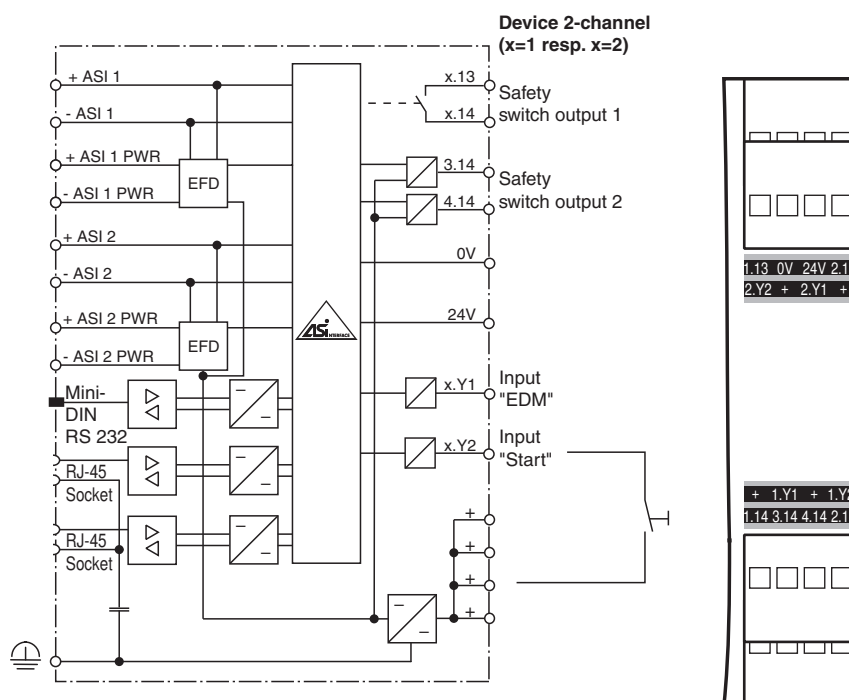 Device 2-channel
(x=1 resp. x=2)
+ ASI 1
- ASI 1
+ ASI 1 PWR
- ASI 1 PWR
EFD
+ ASI 2
- ASI 2
+ ASI 2 PWR
- ASI 2 PWR
EFD
Mini-
DIN
RS 232
RJ-45
Socket
RJ-45
Socket
ASi
INTERFACE
x.13
x.14
Safety
switch output 1
3.14
4.14
Safety
switch output 2
0V
24V
x.Y1
Input
"EDM"
x.Y2
Input
"Start"
+
+
+
+
1.13 0V 24V 2.1
2.Y2 + 2.Y1 +
+ 1.Y1 + 1.Y2
1.14 3.14 4.14 2.1